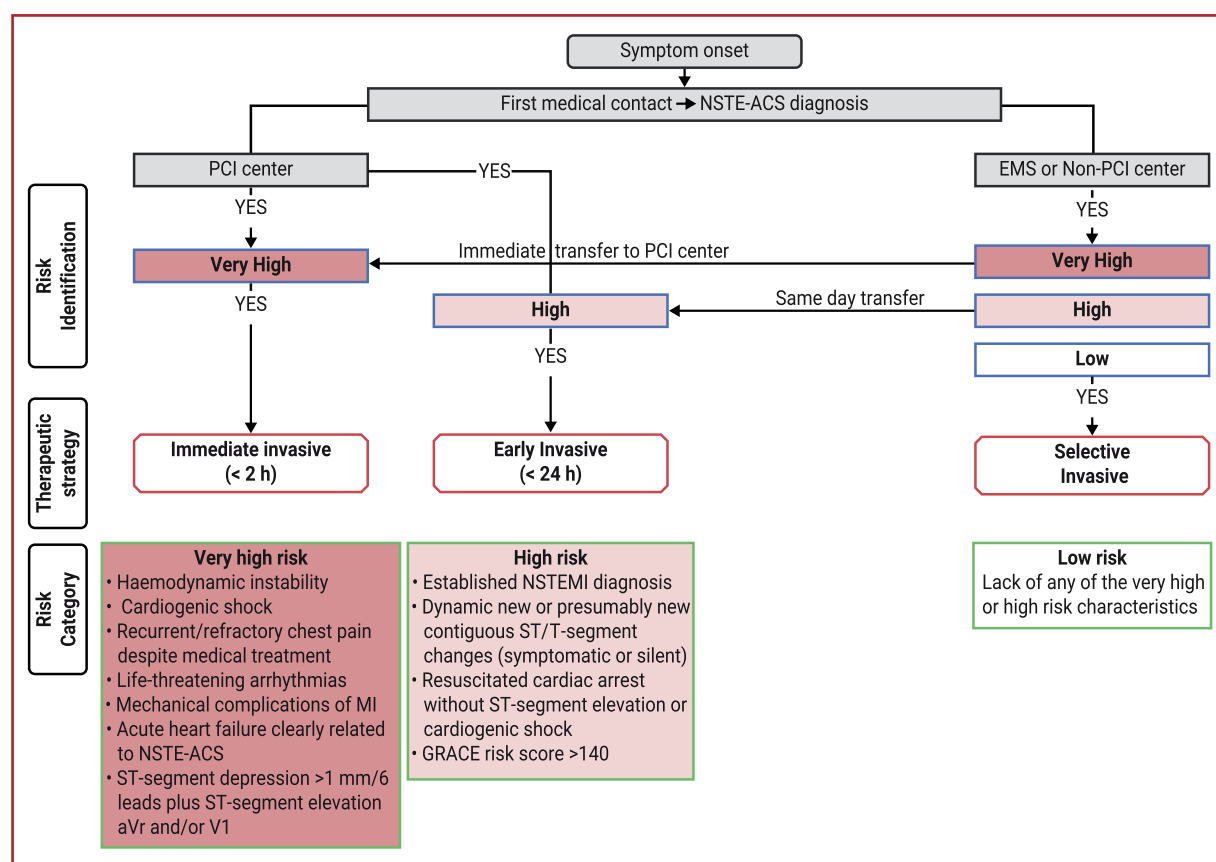 Symptom onset
First medical contact → NSTE-ACS diagnosis
PCI center
YES
EMS or Non-PCI center
YES
YES
Risk
Identification
Very High
Immediate transfer to PCI center
Very High
YES
High
Same day transfer
High
YES
Low
YES
Therapeutic
strategy
Immediate invasive
(< 2 h)
Early Invasive
(< 24 h)
Selective
Invasive
Risk
Category
Very high risk
• Haemodynamic instability
• Cardiogenic shock
• Recurrent/refractory chest pain
despite medical treatment
• Life-threatening arrhythmias
• Mechanical complications of MI
• Acute heart failure clearly related
to NSTE-ACS
• ST-segment depression >1 mm/6
leads plus ST-segment elevation
aVr and/or V1
High risk
• Established NSTEMI diagnosis
• Dynamic new or presumably new
contiguous ST/T-segment
changes (symptomatic or silent)
• Resuscitated cardiac arrest
without ST-segment elevation or
cardiogenic shock
• GRACE risk score >140
Low risk
Lack of any of the very high
or high risk characteristics